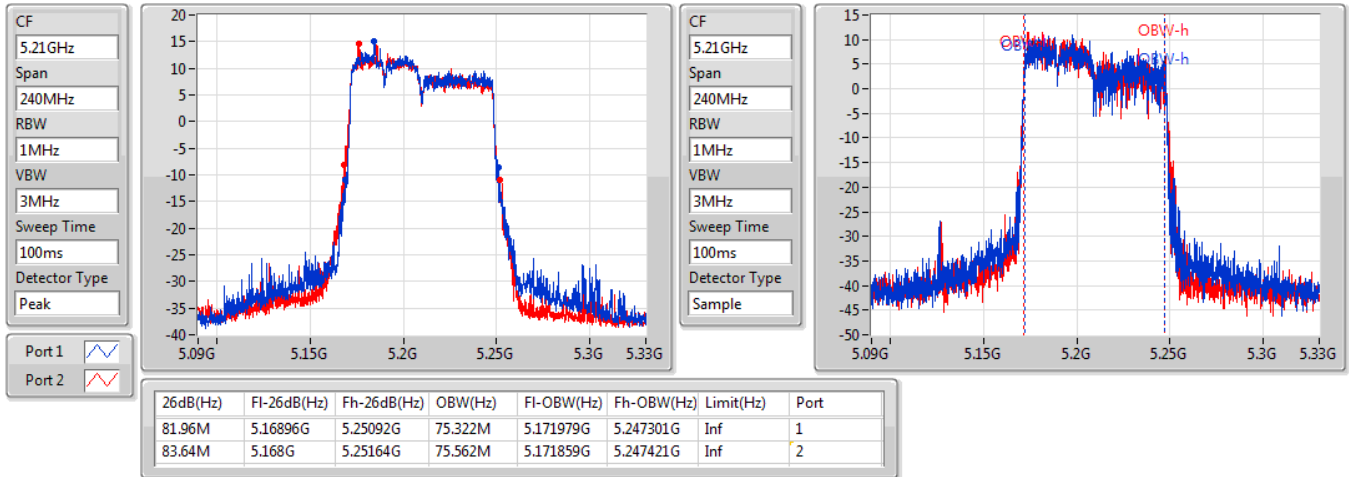 CF
5.21GHz
Span
240MHz
RBW
1MHz
VBW
3MHz
Sweep Time
100ms
Detector Type
Peak
Port 1
Port 2
20
15
10
5
0
-5
-10
-15
-20
-25
-30
-35
-40
5.09G 5.15G 5.2G 5.25G 5.3G 5.33G
CF
5.21GHz
Span
240MHz
RBW
1MHz
VBW
3MHz
Sweep Time
100ms
Detector Type
Sample
15
10
5
0
-5
-10
-15
-20
-25
-30
-35
-40
-45
-50
OBW-h
OBW-h
5.09G 5.15G 5.2G 5.25G 5.3G 5.33G
26dB(Hz) Fl-26dB(Hz) Fh-26dB(Hz) OBW(Hz) Fl-OBW(Hz) Fh-OBW(Hz) Limit(Hz) Port
81.96M 5.16896G 5.25092G 75.322M 5.171979G 5.247301G Inf 1
83.64M 5.168G 5.25164G 75.562M 5.171859G 5.247421G Inf 2